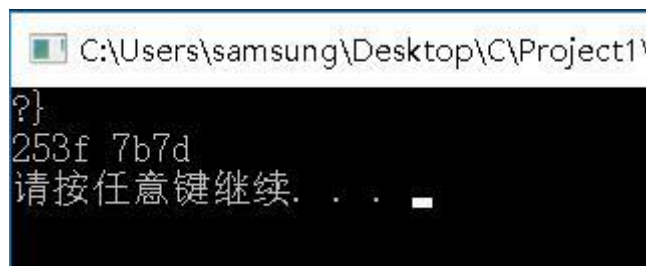 C:\Users\samsung\Desktop\C\Project1\
?}
253f 7b7d
请按任意键继续. . .